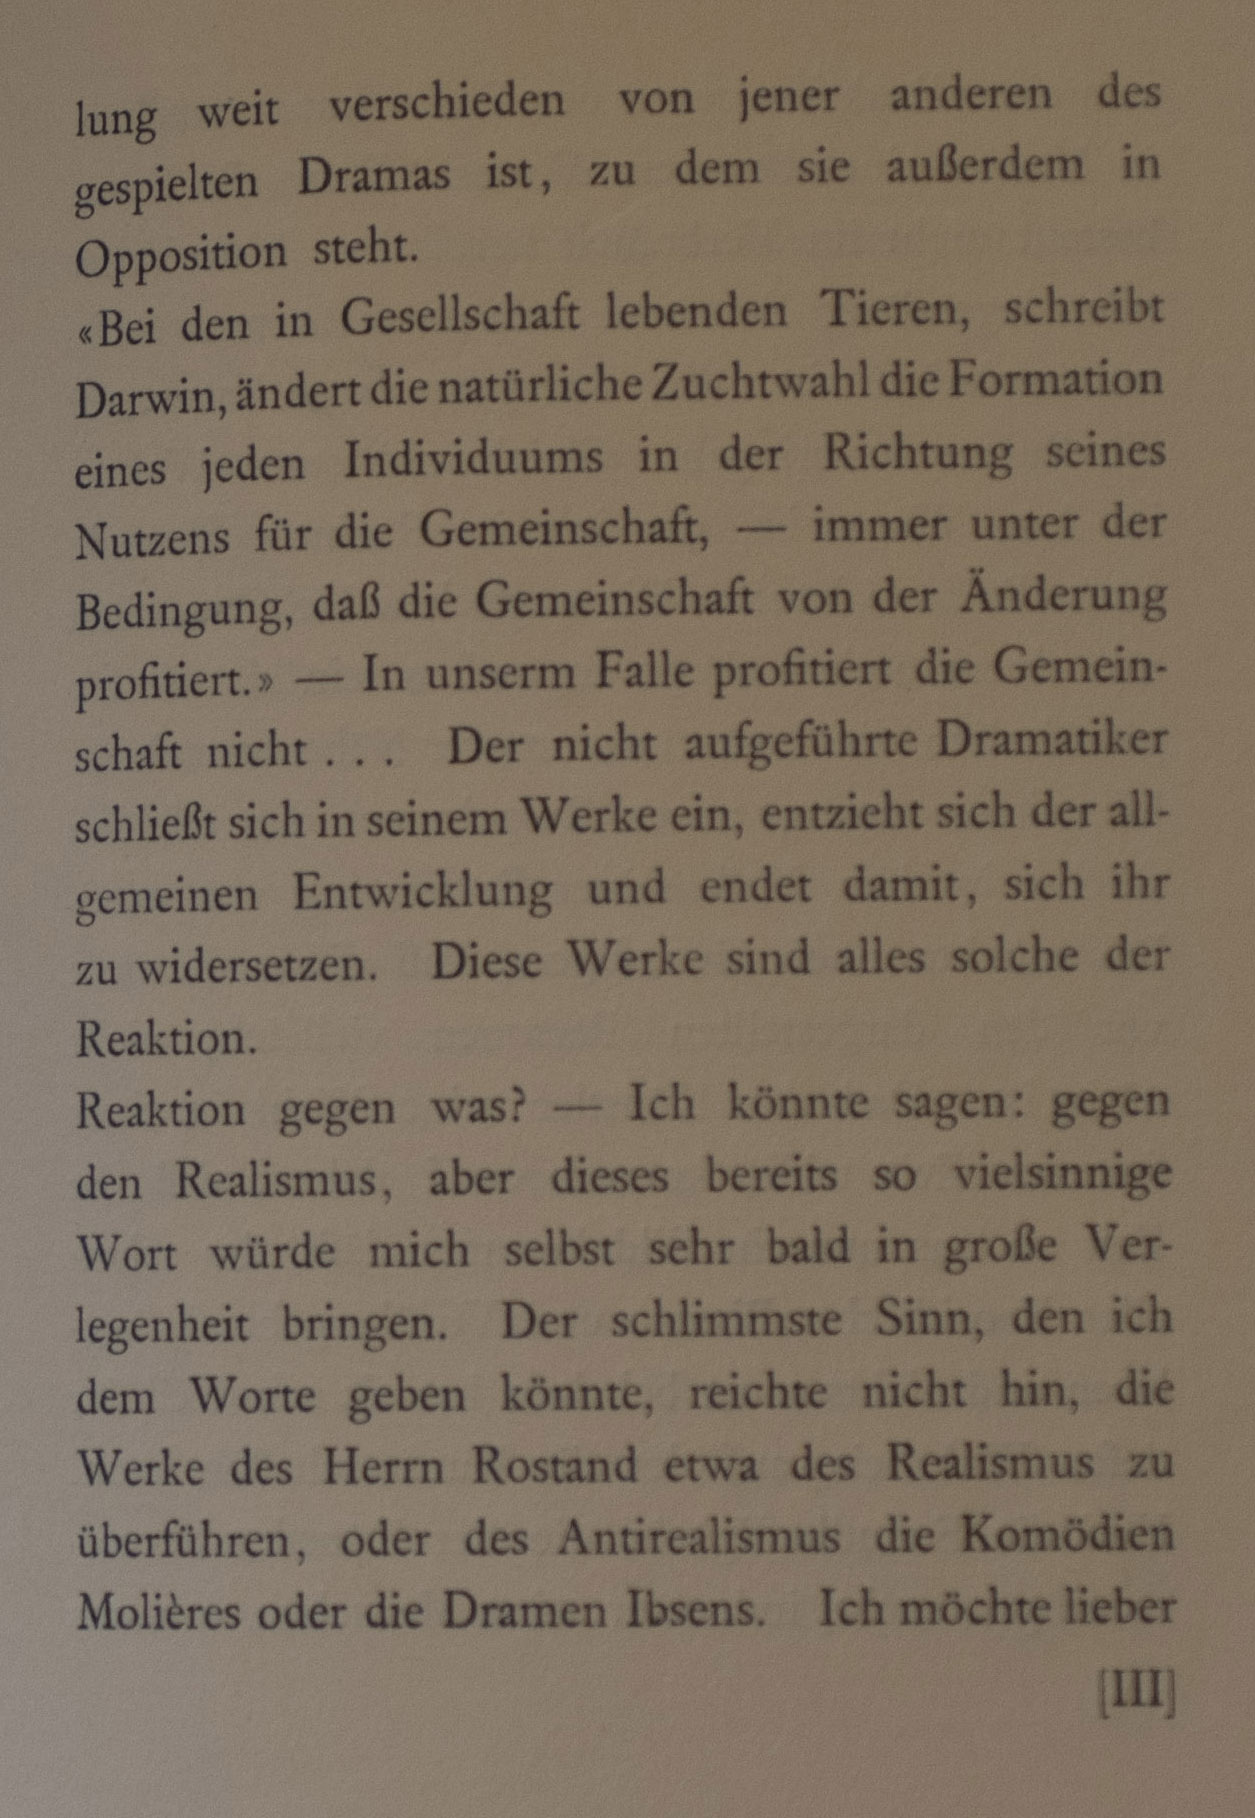 lung weit verschieden von jener anderen des
gespielten Dramas ist, zu dem sie außerdem in
Opposition steht.
«Bei den in Gesellschaft lebenden Tieren, schreibt
Darwin, ändert die natürliche Zuchtwahl die Formation
eines jeden Individuums in der Richtung seines
Nutzens für die Gemeinschaft, — immer unter der
Bedingung, daß die Gemeinschaft von der Änderung
profitiert.» — In unserm Falle profitiert die Gemein-
schaft nicht . . . Der nicht aufgeführte Dramatiker
schließt sich in seinem Werke ein, entzieht sich der all-
gemeinen Entwicklung und endet damit, sich ihr
zu widersetzen. Diese Werke sind alles solche der
Reaktion.
Reaktion gegen was? — Ich könnte sagen: gegen
den Realismus, aber dieses bereits so vielsinnige
Wort würde mich selbst sehr bald in große Ver-
legenheit bringen. Der schlimmste Sinn, den ich
dem Worte geben könnte, reichte nicht hin, die
Werke des Herrn Rostand etwa des Realismus zu
überführen, oder des Antirealismus die Komödien
Molières oder die Dramen Ibsens. Ich möchte lieber
[III]